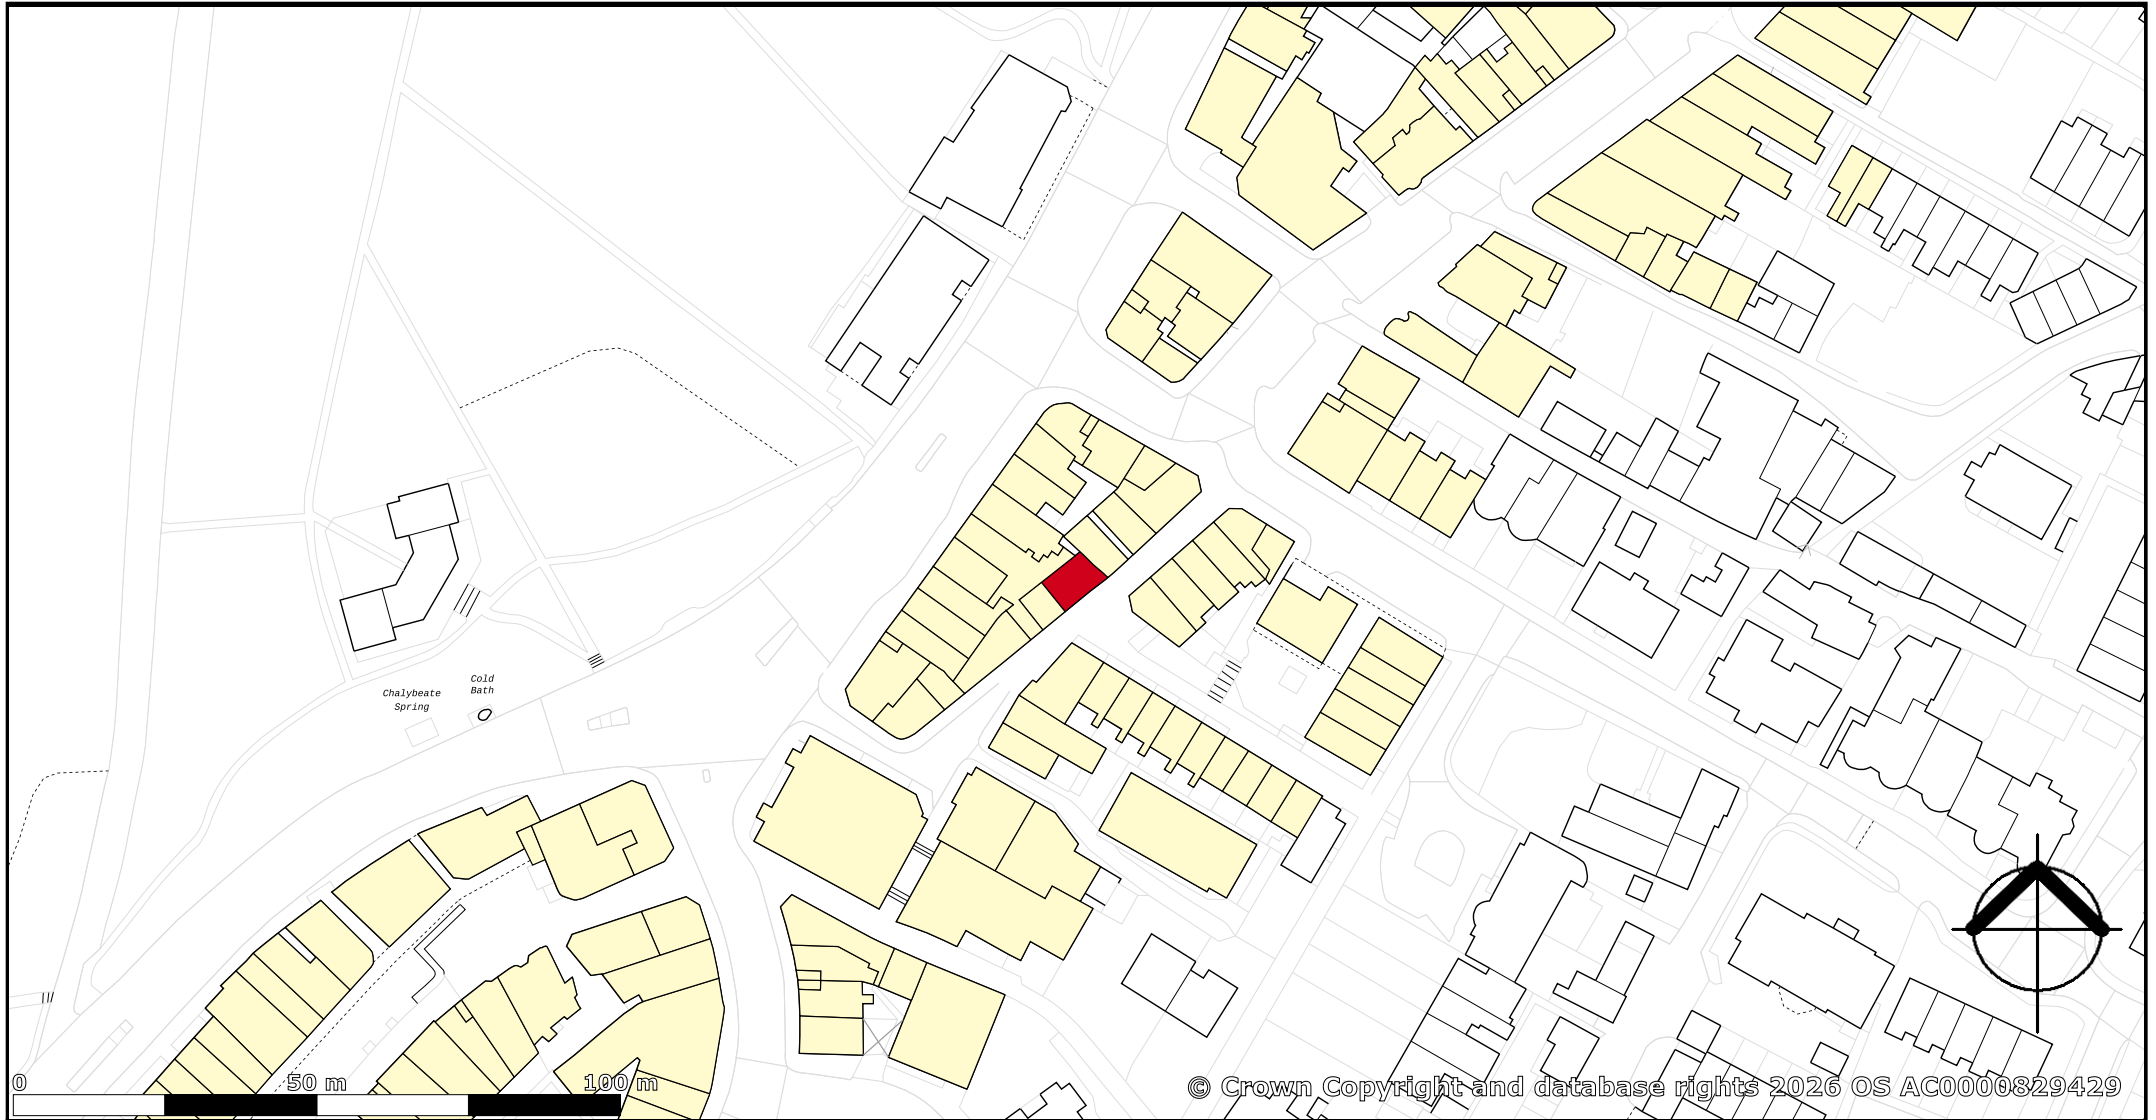 Cold
Bath
Chalybeate
Spring
0 50 m 100 m
© Crown Copyright and database rights 2026 OS AC0000829429